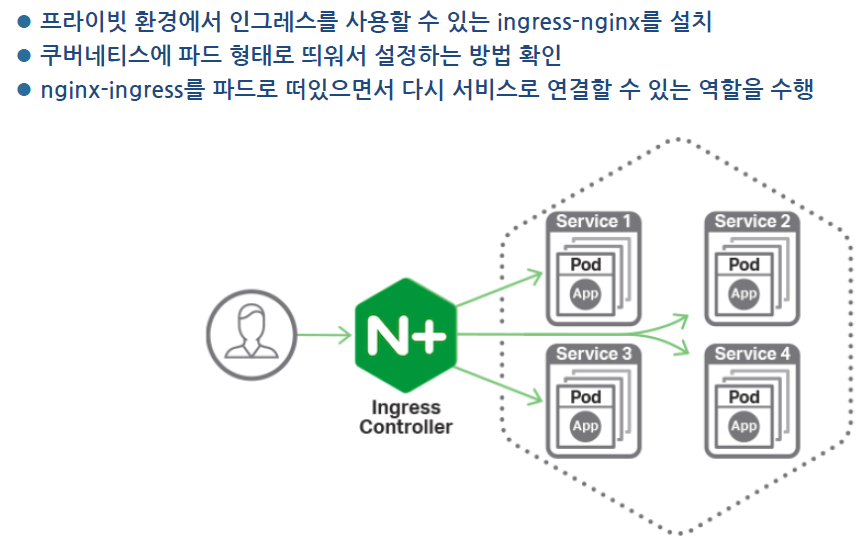 프라이빗 환경에서 인그레스를 사용할 수 있는 ingress-nginx를 설치
쿠버네티스에 파드 형태로 띄워서 설정하는 방법 확인
nginx-ingress를 파드로 떠있으면서 다시 서비스로 연결할 수 있는 역할을 수행
Service 1
Pod
App
Service 2
Pod
App
N+
Ingress
Controller
Service 3
Pod
App
Service 4
Pod
App